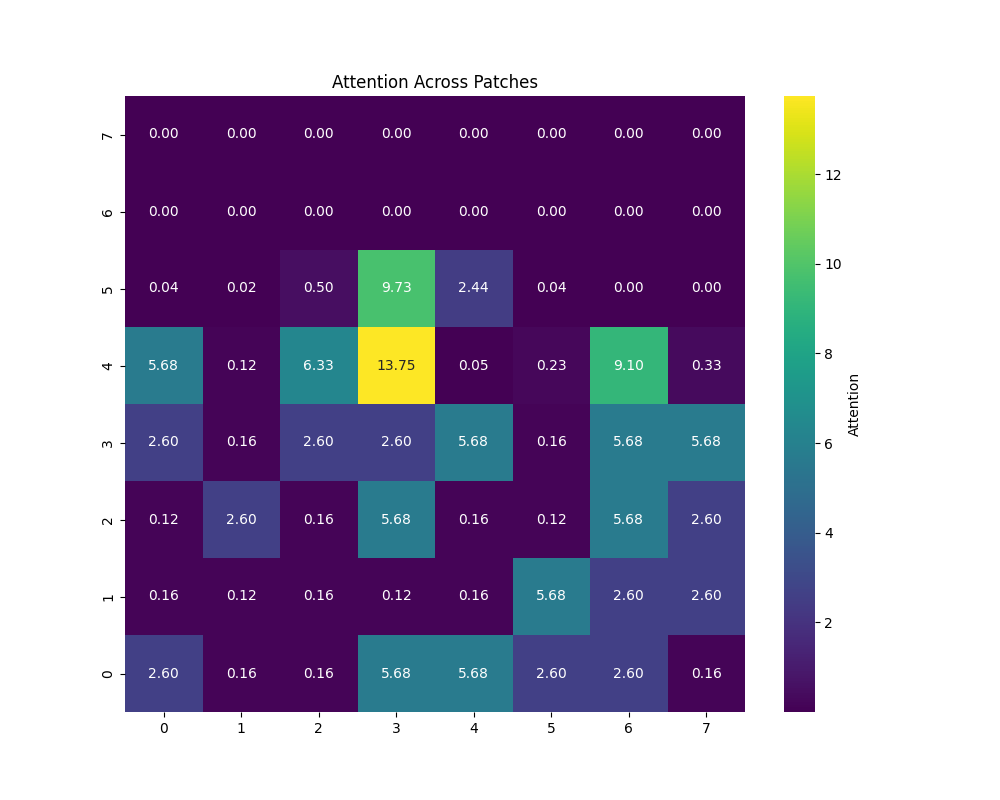 Attention Across Patches
7 0.00 0.00 0.00 0.00 0.00 0.00 0.00 0.00
6 0.00 0.00 0.00 0.00 0.00 0.00 0.00 0.00
5 0.04 0.02 0.50 9.73 2.44 0.04 0.00 0.00
4 5.68 0.12 6.33 13.75 0.05 0.23 9.10 0.33
3 2.60 0.16 2.60 2.60 5.68 0.16 5.68 5.68
2 0.12 2.60 0.16 5.68 0.16 0.12 5.68 2.60
1 0.16 0.12 0.16 0.12 0.16 5.68 2.60 2.60
0 2.60 0.16 0.16 5.68 5.68 2.60 2.60 0.16
0 1 2 3 4 5 6 7
12
10
8
6
4
2
Attention